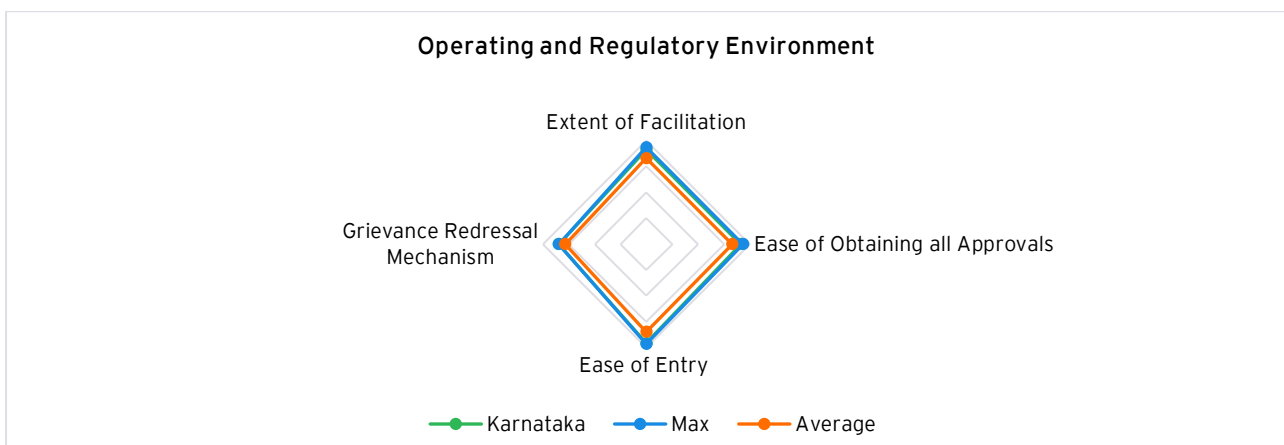 Operating and Regulatory Environment
Extent of Facilitation
Grievance Redressal
Mechanism
Ease of Obtaining all Approvals
Ease of Entry
Karnataka
Max
Average